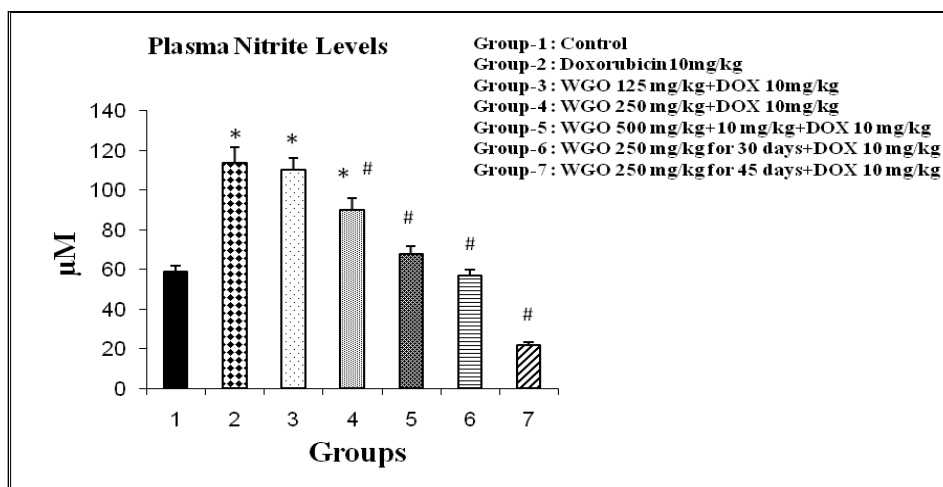 Plasma Nitrite Levels
Group-1 : Control
Group-2 : Doxorubicin 10mg/kg
Group-3 : WGO 125 mg/kg+DOX 10mg/kg
Group-4 : WGO 250 mg/kg+DOX 10mg/kg
Group-5 : WGO 500 mg/kg+10 mg/kg+DOX 10 mg/kg
Group-6 : WGO 250 mg/kg for 30 days+DOX 10 mg/kg
Group-7 : WGO 250 mg/kg for 45 days+DOX 10 mg/kg
μM
140
120
100
80
60
40
20
0
* * * # # # #
1 2 3 4 5 6 7
Groups